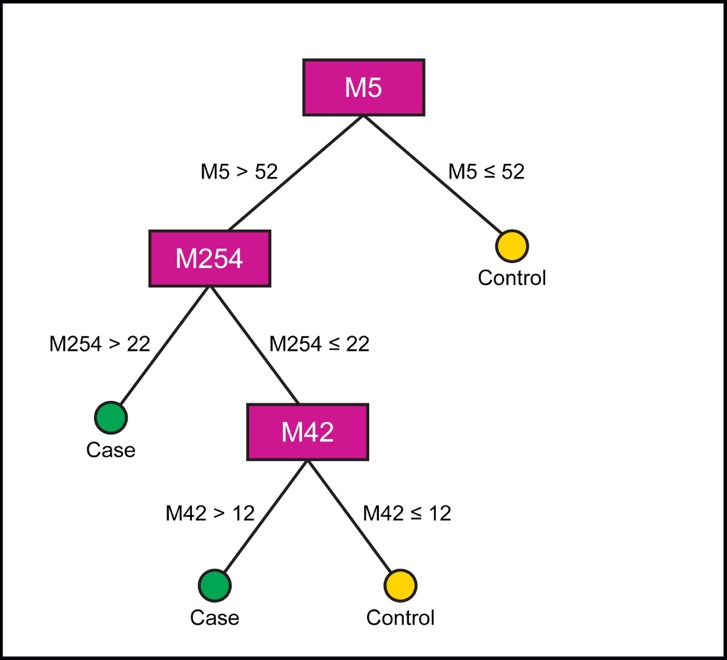 M5
M5 > 52
M5 ≤ 52
M254
Control
M254 > 22
M254 ≤ 22
Case
M42
M42 > 12
M42 ≤ 12
Case
Control